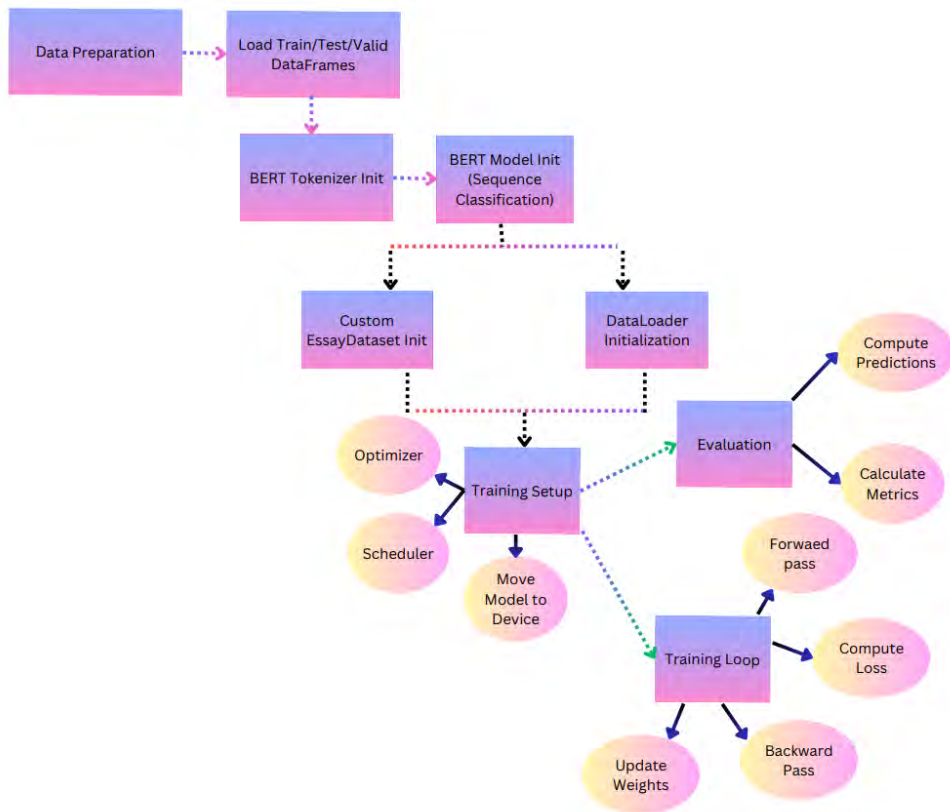 Data Preparation
Load Train/Test/Valid
DataFrames
BERT Tokenizer Init
BERT Model Init
(Sequence
Classification)
Custom
EssayDataset Init
DataLoader
Initialization
Compute
Predictions
Evaluation
Calculate
Metrics
Optimizer
Training Setup
Scheduler
Move
Model to
Device
Forwaed
pass
Training Loop
Compute
Loss
Update
Weights
Backward
Pass